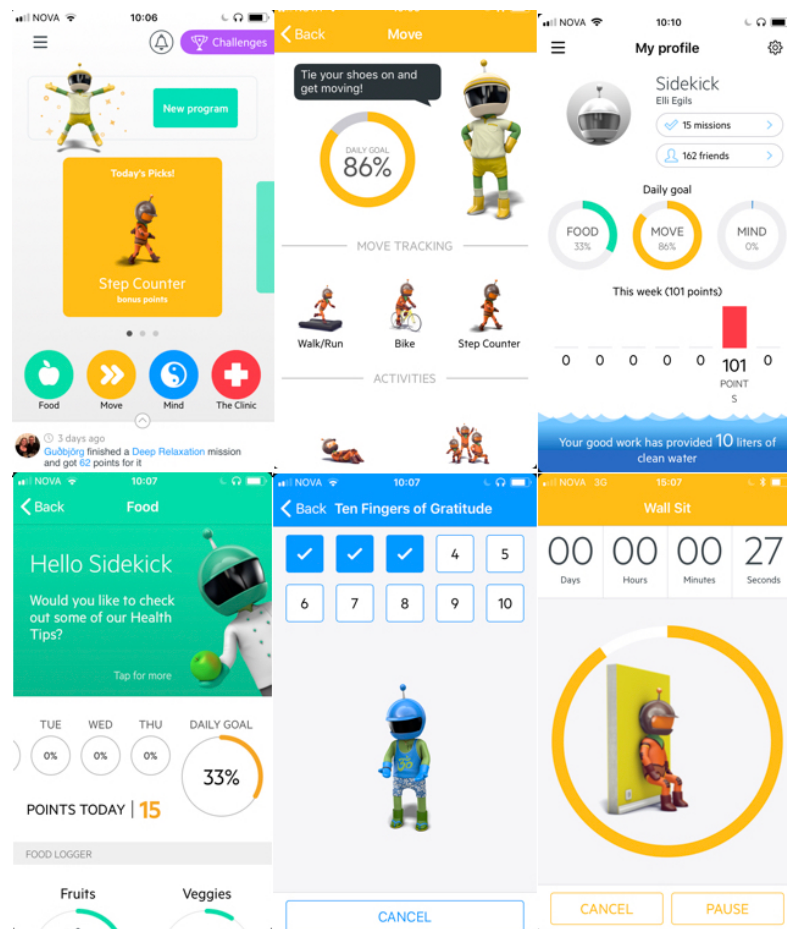 NOVA
10:06
Challenges
New program
Today's Picks!
Step Counter
bonus points
Food
Move
Mind
The Clinic
3 days ago
Guðbjörg finished a Deep Relaxation mission
and got 62 points for it
Back
Move
Tie your shoes on and
get moving!
DAILY GOAL
86%
MOVE TRACKING
Walk/Run
Bike
Step Counter
ACTIVITIES
NOVA
10:10
My profile
Sidekick
Elli Egils
15 missions
162 friends
Daily goal
FOOD
33%
MOVE
86%
MIND
0%
This week (101 points)
0 0 0 0 0 101 0
POINT
S
Your good work has provided 10 liters of
clean water
NOVA
10:07
Back
Food
Hello Sidekick
Would you like to check
out some of our Health
Tips?
Tap for more
TUE WED THU DAILY GOAL
0% 0% 0%
33%
POINTS TODAY | 15
FOOD LOGGER
Fruits
Veggies
NOVA
10:07
Back
Ten Fingers of Gratitude
4 5
6 7 8 9 10
CANCEL
NOVA 3G
15:07
Wall Sit
00 00 00 27
Days Hours Minutes Seconds
CANCEL
PAUSE